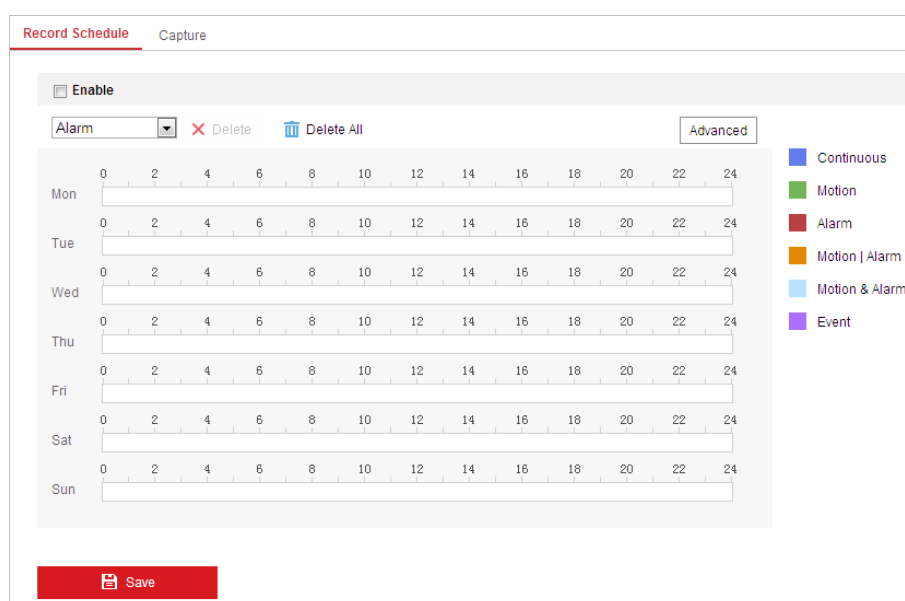 Record Schedule Capture
Enable
Alarm Delete Delete All Advanced
Continuous
0 2 4 6 8 10 12 14 16 18 20 22 24
Mon
Motion
0 2 4 6 8 10 12 14 16 18 20 22 24
Tue
Alarm
Motion | Alarm
0 2 4 6 8 10 12 14 16 18 20 22 24
Wed
Motion & Alarm
0 2 4 6 8 10 12 14 16 18 20 22 24
Thu
Event
0 2 4 6 8 10 12 14 16 18 20 22 24
Fri
0 2 4 6 8 10 12 14 16 18 20 22 24
Sat
0 2 4 6 8 10 12 14 16 18 20 22 24
Sun
Save